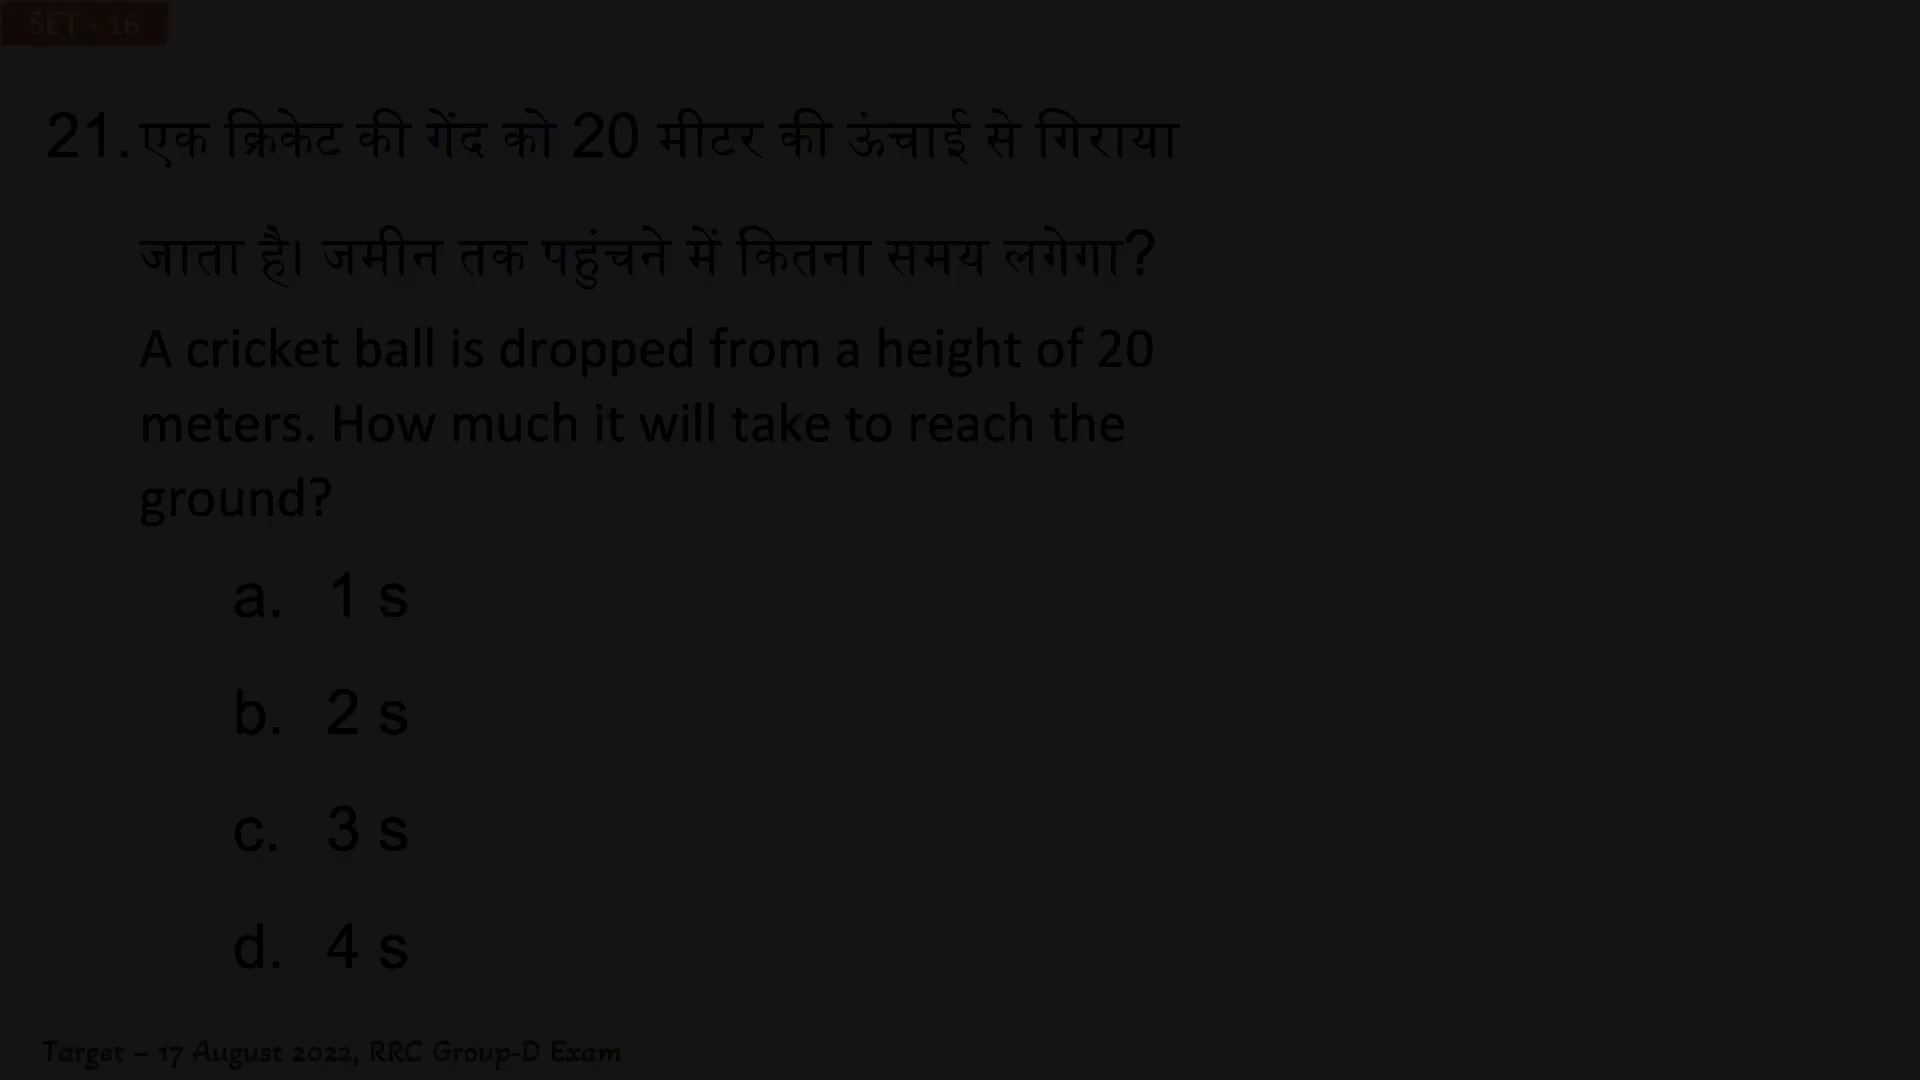 SET - 16
21. एक क्रिकेट की गेंद को 20 मीटर की ऊंचाई से गिराया
जाता है। जमीन तक पहुंचने में कितना समय लगेगा?
A cricket ball is dropped from a height of 20
meters. How much it will take to reach the
ground?
a. 1 s
b. 2 s
c. 3 s
d. 4 s
Target – 17 August 2022, RRC Group-D Exam